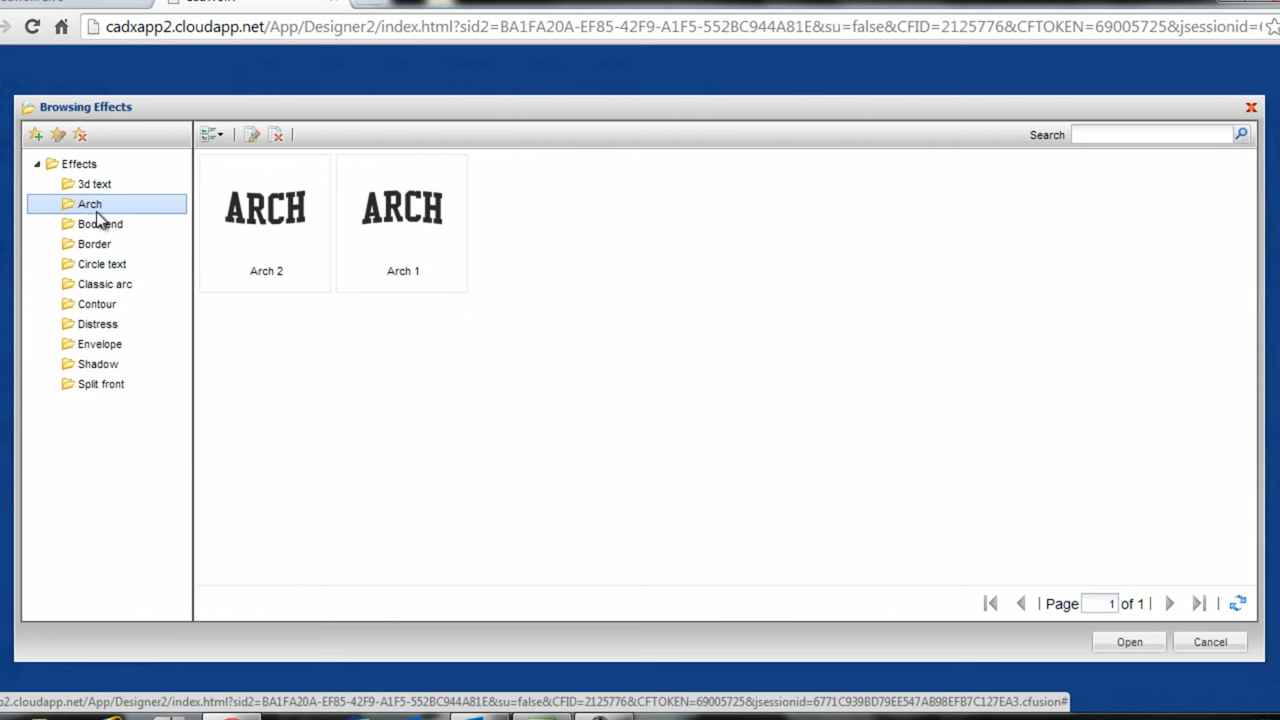 cadxapp2.cloudapp.net/App/Designer2/index.html?sid2=BA1FA20A-EF85-42F9-A1F5-552BC944A81E&su=false&CFID=2125776&CFTOKEN=69005725&jsessionid=
Browsing Effects
Search
Effects
3d text
Arch
Border
Circle text
Classic arc
Contour
Distress
Envelope
Shadow
Split front
ARCH ARCH
Arch 2 Arch 1
Page 1 of 1
Open Cancel
p2.cloudapp.net/App/Designer2/index.html?sid2=BA1FA20A-EF85-42F9-A1F5-552BC944A81E&su=false&CFID=2125776&CFTOKEN=69005725&jsessionid=6771C939BD79EE547AB98EFB7C127EA3.cfusion#